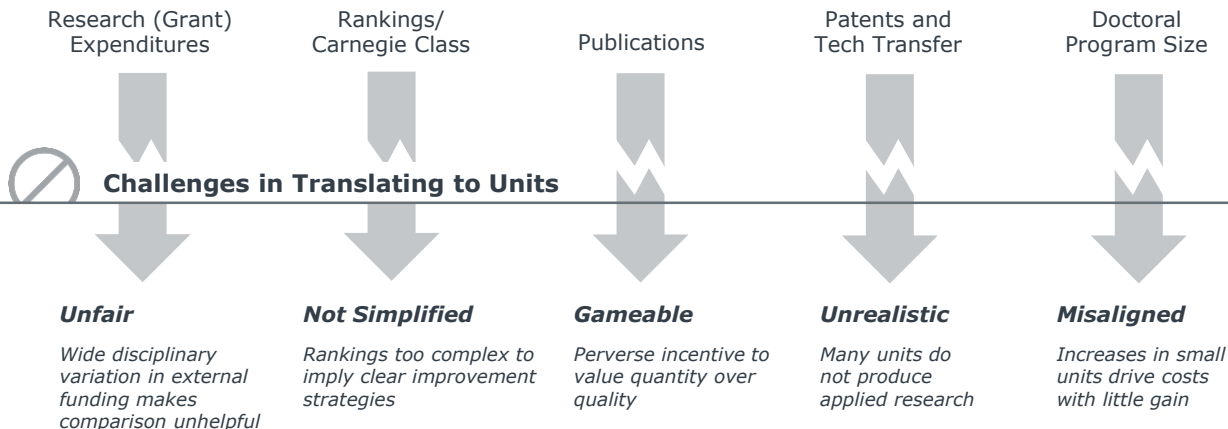 Research (Grant)
Expenditures
Rankings/
Carnegie Class
Publications
Patents and
Tech Transfer
Doctoral
Program Size
Challenges in Translating to Units
Unfair
Wide disciplinary
variation in external
funding makes
comparison unhelpful
Not Simplified
Rankings too complex to
imply clear improvement
strategies
Gameable
Perverse incentive to
value quantity over
quality
Unrealistic
Many units do
not produce
applied research
Misaligned
Increases in small
units drive costs
with little gain